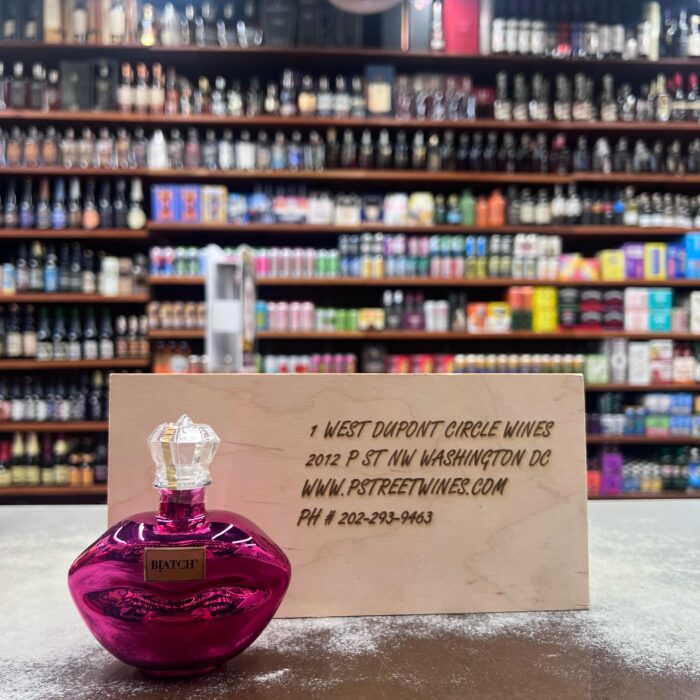 1 WEST DUPONT CIRCLE WINES
2012 P ST NW WASHINGTON DC
WWW.PSTREETWINES.COM
PH # 202-293-9463
BIATCH®